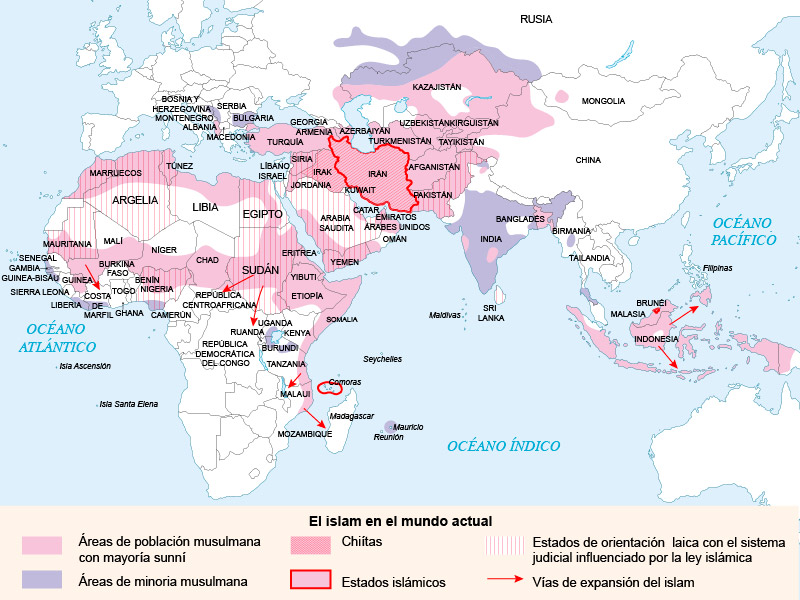 RUSIA
KAZAJISTÁN
MONGOLIA
BOSNIA Y
HERZEGOVINA
SERBIA
MONTENEGRO
BULGARIA
ALBANIA
MACEDONIA
GEORGIA
ARMENIA
AZERBAIYÁN
UZBEKISTÁN
KIRGUISTÁN
TURQUÍA
TURKMENISTÁN
TAYIKISTÁN
CHINA
MARRUECOS
TÚNEZ
LÍBANO
ISRAEL
SIRIA
IRAK
IRÁN
AFGANISTÁN
JORDANIA
KUWAIT
PAKISTÁN
ARGELIA
LIBIA
EGIPTO
ARABIA
SAUDITA
CATAR
EMIRATOS
ÁRABES UNIDOS
OMÁN
BANGLADÉS
INDIA
BIRMANIA
TAILANDIA
OCÉANO
PACÍFICO
MAURITANIA
MALÍ
NÍGER
CHAD
SUDÁN
ERITREA
YEMEN
SENEGAL
GAMBIA
GUINEA-BISÁU
GUINEA
SIERRA LEONA
LIBERIA
BURKINA
FASO
COSTA
DE
MARFIL
GHANA
TOGO
BENÍN
NIGERIA
CAMERÚN
REPÚBLICA
CENTROAFRICANA
YIBUTI
ETIOPÍA
SOMALIA
Filipinas
SRI
LANKA
Maldivas
BRUNÉI
MALASIA
INDONESIA
OCÉANO
ATLÁNTICO
UGANDA
RUANDA
KENYA
REPÚBLICA
DEMOCRÁTICA
DEL CONGO
BURUNDI
TANZANIA
Seychelles
Isla Ascensión
Comoras
MALAUI
Isla Santa Elena
Madagascar
MOZAMBIQUE
Mauricio
Reunión
OCÉANO ÍNDICO
El islam en el mundo actual
Áreas de población musulmana
con mayoría sunní
Chiítas
Estados de orientación laica con el sistema
judicial influenciado por la ley islámica
Áreas de minoria musulmana
Estados islámicos
Vías de expansión del islam